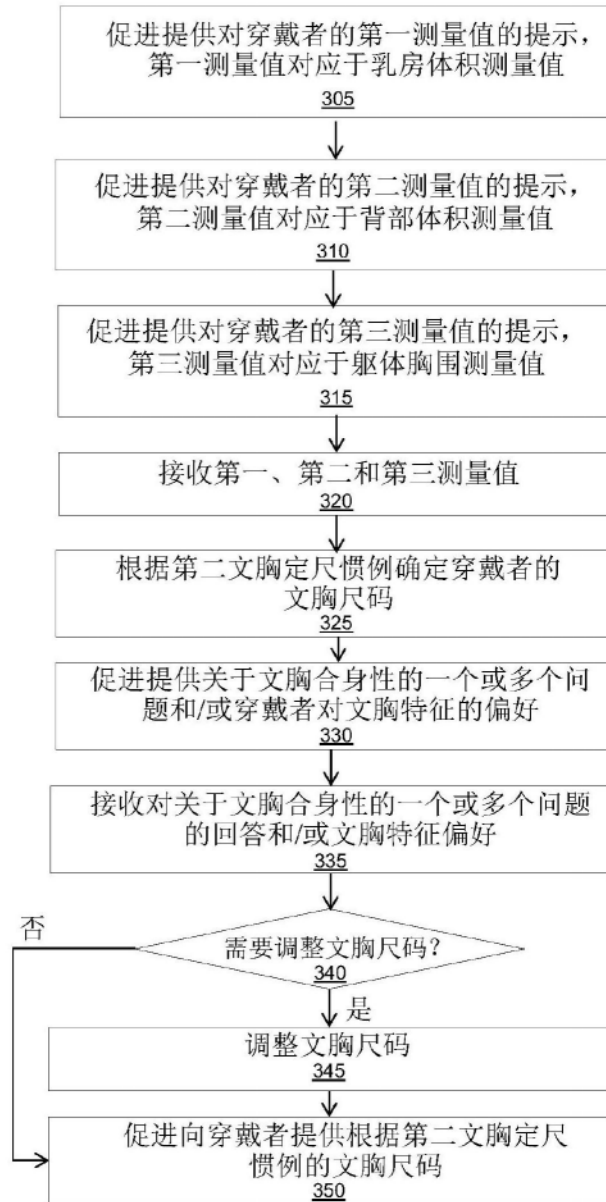 促进提供对穿戴者的第一测量值的提示，
第一测量值对应于乳房体积测量值
305
促进提供对穿戴者的第二测量值的提示，
第二测量值对应于背部体积测量值
310
促进提供对穿戴者的第三测量值的提示，
第三测量值对应于躯体胸围测量值
315
接收第一、第二和第三测量值
320
根据第二文胸定尺惯例确定穿戴者的
文胸尺码
325
促进提供关于文胸合身性的一个或多个问
题和/或穿戴者对文胸特征的偏好
330
接收对关于文胸合身性的一个或多个问题
的回答和/或文胸特征偏好
335
否
需要调整文胸尺码？
340
是
调整文胸尺码
345
促进向穿戴者提供根据第二文胸定尺
惯例的文胸尺码
350